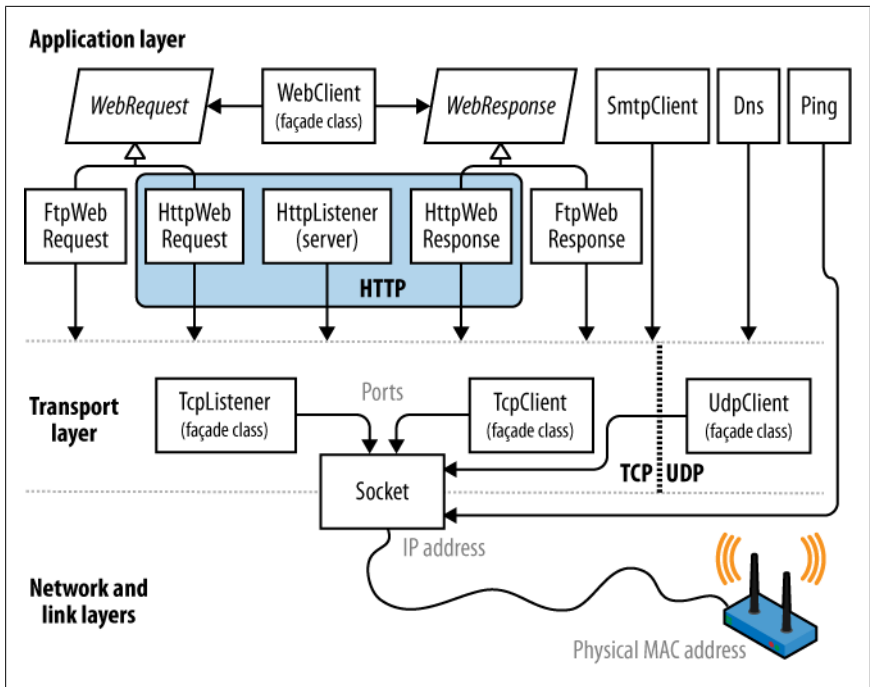 Application layer
WebRequest
WebClient
(façade class)
WebResponse
SmtpClient
Dns
Ping
FtpWeb
Request
HttpWeb
Request
HttpListener
(server)
HttpWeb
Response
FtpWeb
Response
HTTP
Transport
layer
TcpListener
(façade class)
Ports
TcpClient
(façade class)
UdpClient
(façade class)
TCP
UDP
Socket
IP address
Network and
link layers
Physical MAC address